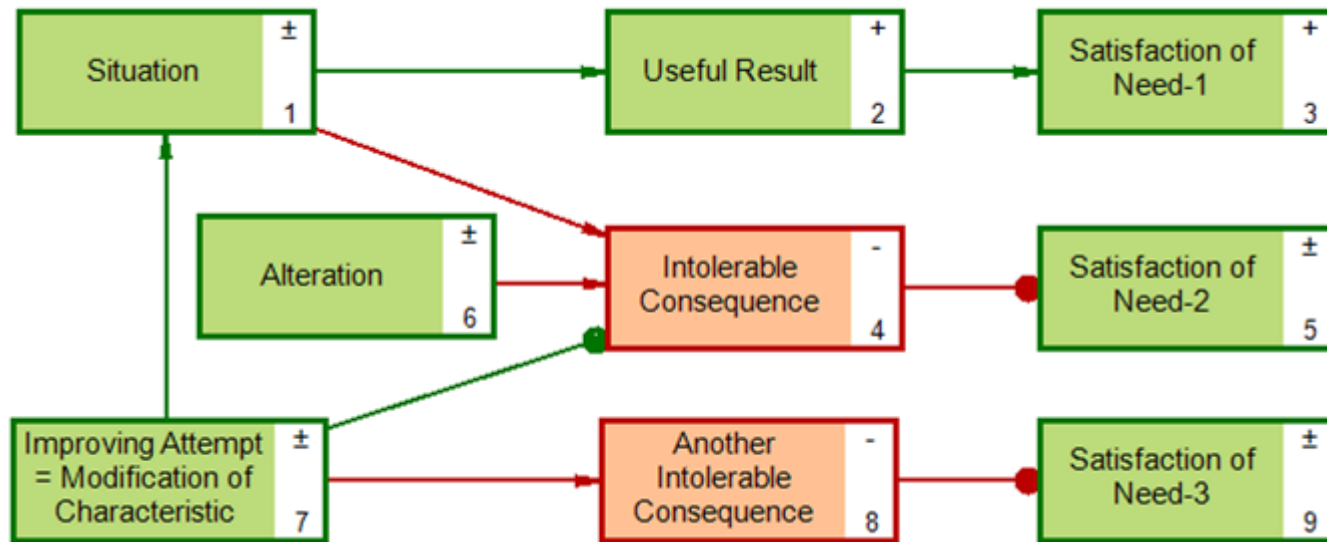 Situation
±
1
Useful Result
+
2
Satisfaction of
Need-1
+
3
Alteration
±
6
Intolerable
Consequence
-
4
Satisfaction of
Need-2
±
5
Improving Attempt
= Modification of
Characteristic
±
7
Another
Intolerable
Consequence
-
8
Satisfaction of
Need-3
±
9